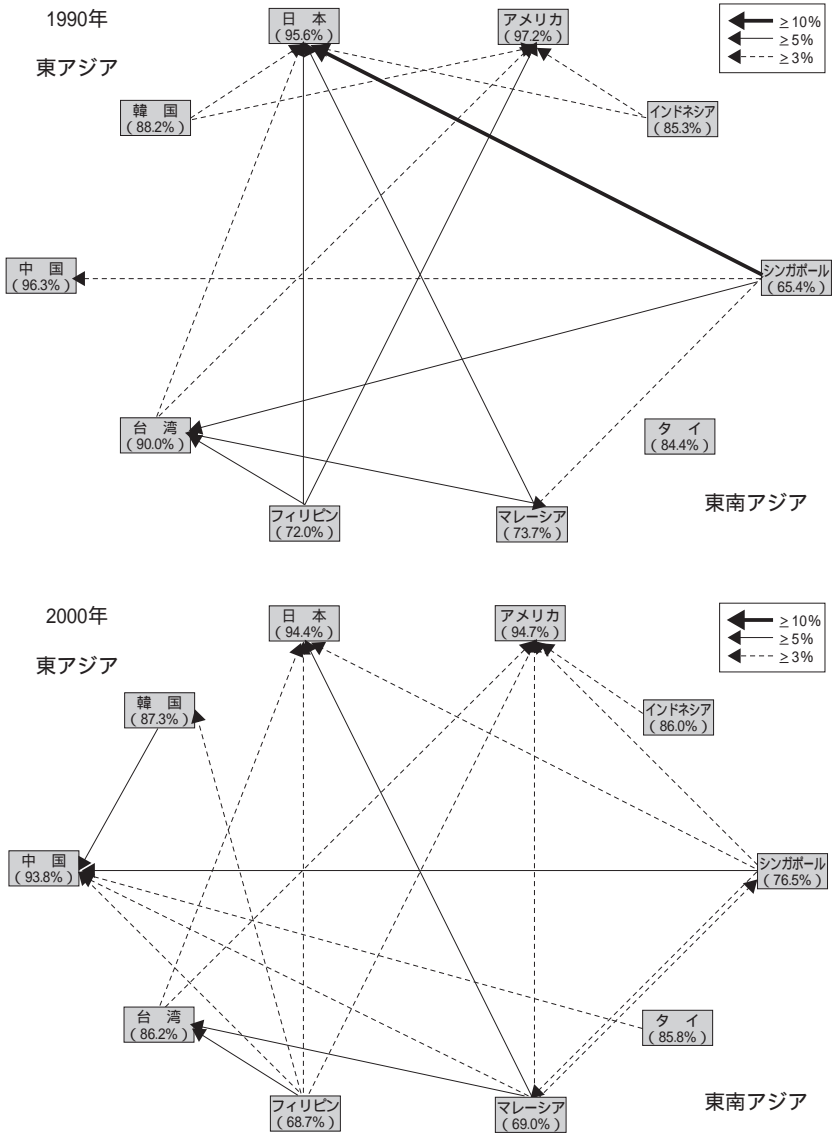 1990年
東アジア
日 本
( 95.6% )
アメリカ
( 97.2% )
≥10%
≥5%
≥3%
韓 国
( 88.2% )
インドネシア
( 85.3% )
中 国
( 96.3% )
シンガポール
( 65.4% )
台 湾
( 90.0% )
タ イ
( 84.4% )
フィリピン
( 72.0% )
マレーシア
( 73.7% )
東南アジア
2000年
東アジア
日 本
( 94.4% )
アメリカ
( 94.7% )
≥10%
≥5%
≥3%
韓 国
( 87.3% )
インドネシア
( 86.0% )
中 国
( 93.8% )
シンガポール
( 76.5% )
台 湾
( 86.2% )
タ イ
( 85.8% )
フィリピン
( 68.7% )
マレーシア
( 69.0% )
東南アジア